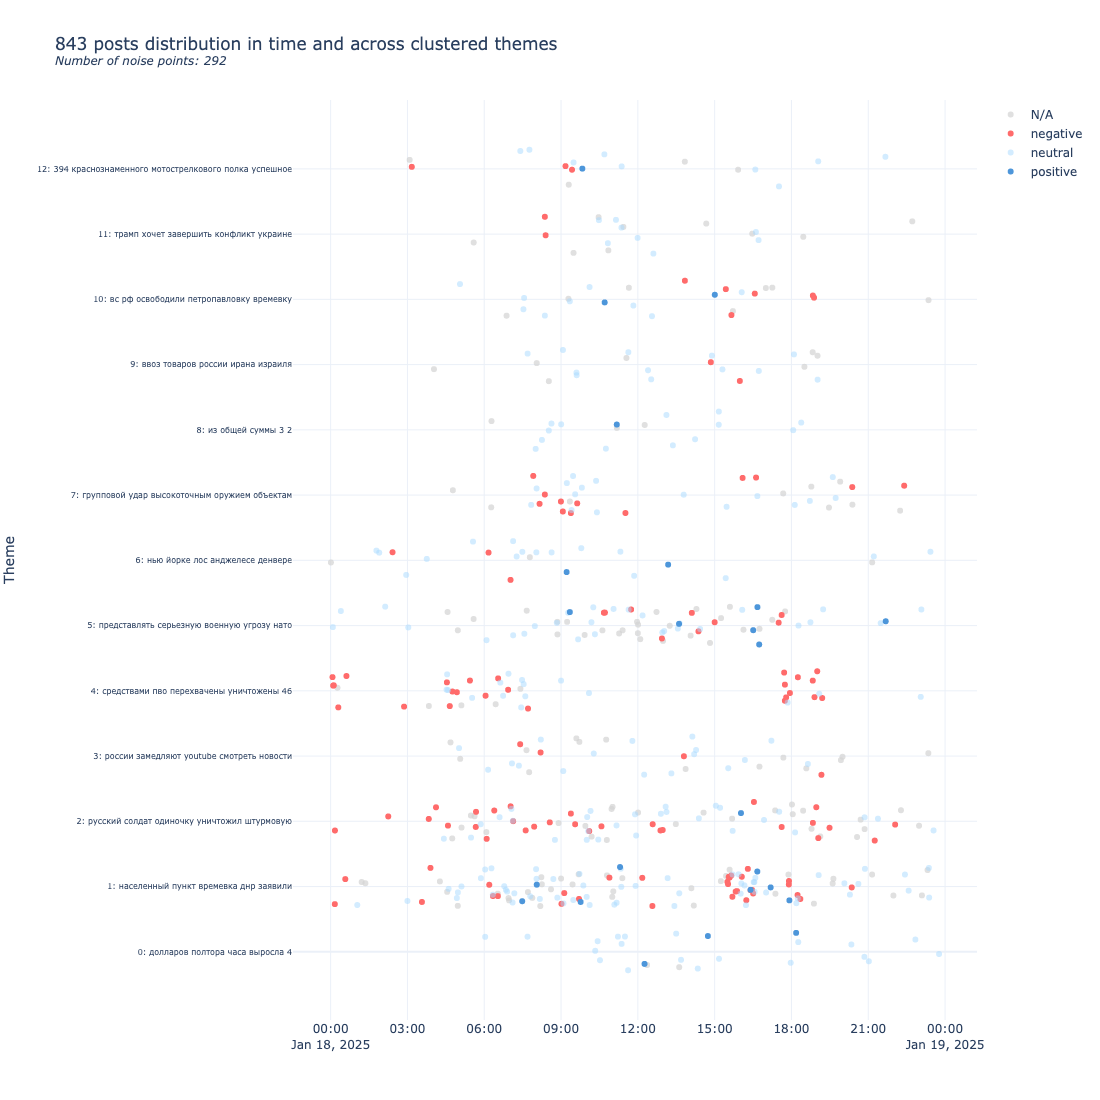 843 posts distribution in time and across clustered themes
Number of noise points: 292
N/A
negative
neutral
positive
Theme
12: 394 краснознаменного мотострелкового полка успешное
11: трамп хочет завершить конфликт украине
10: вс рф освободили петропавловку времевку
9: ввоз товаров россии ирана израиля
8: из общей суммы 3 2
7: групповой удар высокоточным оружием объектам
6: нью йорке лос анджелесе денвере
5: представлять серьезную военную угрозу нато
4: средствами пво перехвачены уничтожены 46
3: россии замедляют youtube смотреть новости
2: русский солдат одиночку уничтожил штурмовую
1: населенный пункт времевка днр заявили
0: долларов полтора часа выросла 4
00:00 03:00 06:00 09:00 12:00 15:00 18:00 21:00 00:00
Jan 18, 2025 Jan 19, 2025